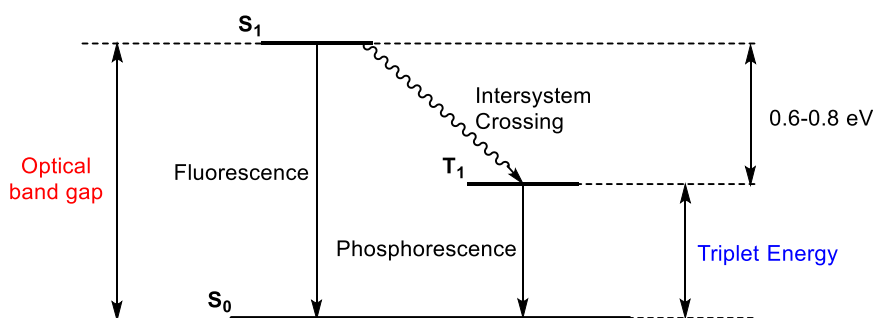 S1
Intersystem
Crossing
0.6-0.8 eV
Optical
band gap
Fluorescence
T1
Phosphorescence
Triplet Energy
S0